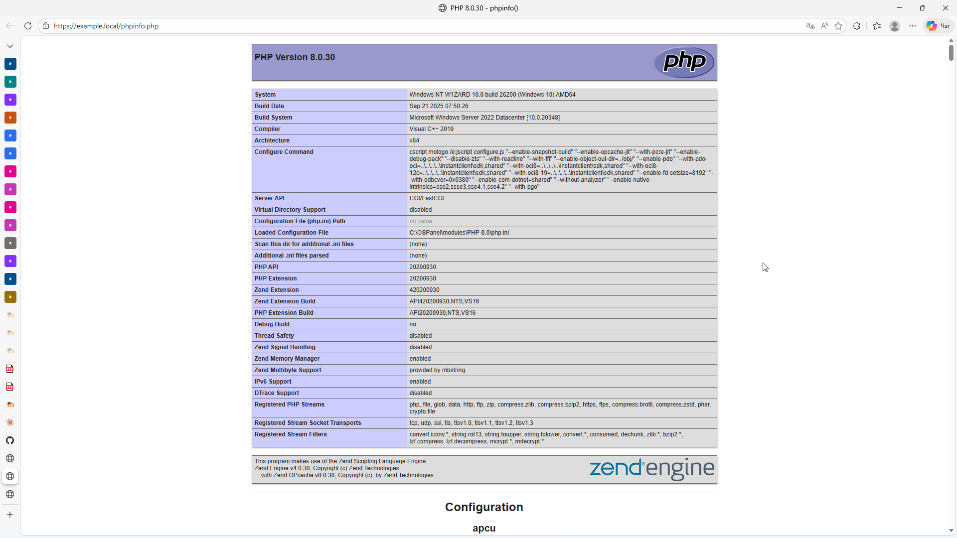 PHP 8.0.30 - phpinfo()
https://example.local/phpinfo.php
Чат
PHP Version 8.0.30
php
System Windows NT W1ZARD 10.0 build 26200 (Windows 10) AMD64
Build Date Sep 21 2025 07:50:26
Build System Microsoft Windows Server 2022 Datacenter [10.0.20348]
Compiler Visual C++ 2019
Architecture x64
Configure Command cscript /nologo /e:jscript configure.js "--enable-snapshot-build" "--enable-opcache-jit" "--with-pcre-jit" "--enable-
debug-pack" "--disable-zts" "--with-readline" "--with-ffi" "--enable-object-out-dir=../obj/" "--enable-pdo" "--with-pdo-
oci=..\..\..\..\instantclient\sdk,shared" "--with-oci8=..\..\..\..\instantclient\sdk,shared" "--with-oci8-
12c=..\..\..\..\instantclient\sdk,shared" "--with-oci8-19=..\..\..\..\instantclient\sdk,shared" "--enable-fd-setsize=8192" "-
-with-odbcver=0x0380" "--enable-com-dotnet=shared" "--without-analyzer" "--enable-native-
intrinsics=sse2,ssse3,sse4.1,sse4.2" "--with-pgo"
Server API CGI/FastCGI
Virtual Directory Support disabled
Configuration File (php.ini) Path no value
Loaded Configuration File C:\OSPanel\modules\PHP-8.0\php.ini
Scan this dir for additional .ini files (none)
Additional .ini files parsed (none)
PHP API 20200930
PHP Extension 20200930
Zend Extension 420200930
Zend Extension Build API420200930,NTS,VS16
PHP Extension Build API20200930,NTS,VS16
Debug Build no
Thread Safety disabled
Zend Signal Handling disabled
Zend Memory Manager enabled
Zend Multibyte Support provided by mbstring
IPv6 Support enabled
DTrace Support disabled
Registered PHP Streams php, file, glob, data, http, ftp, zip, compress.zlib, compress.bzip2, https, ftps, compress.brotli, compress.zstd, phar,
crypto.file
Registered Stream Socket Transports tcp, udp, ssl, tls, tlsv1.0, tlsv1.1, tlsv1.2, tlsv1.3
Registered Stream Filters convert.iconv.*, string.rot13, string.toupper, string.tolower, convert.*, consumed, dechunk, zlib.*, bzip2.*,
lzf.compress, lzf.decompress, mcrypt.*, mdecrypt.*
This program makes use of the Zend Scripting Language Engine:
Zend Engine v4.0.30, Copyright (c) Zend Technologies
with Zend OPcache v8.0.30, Copyright (c), by Zend Technologies
zend engine
Configuration
apcu